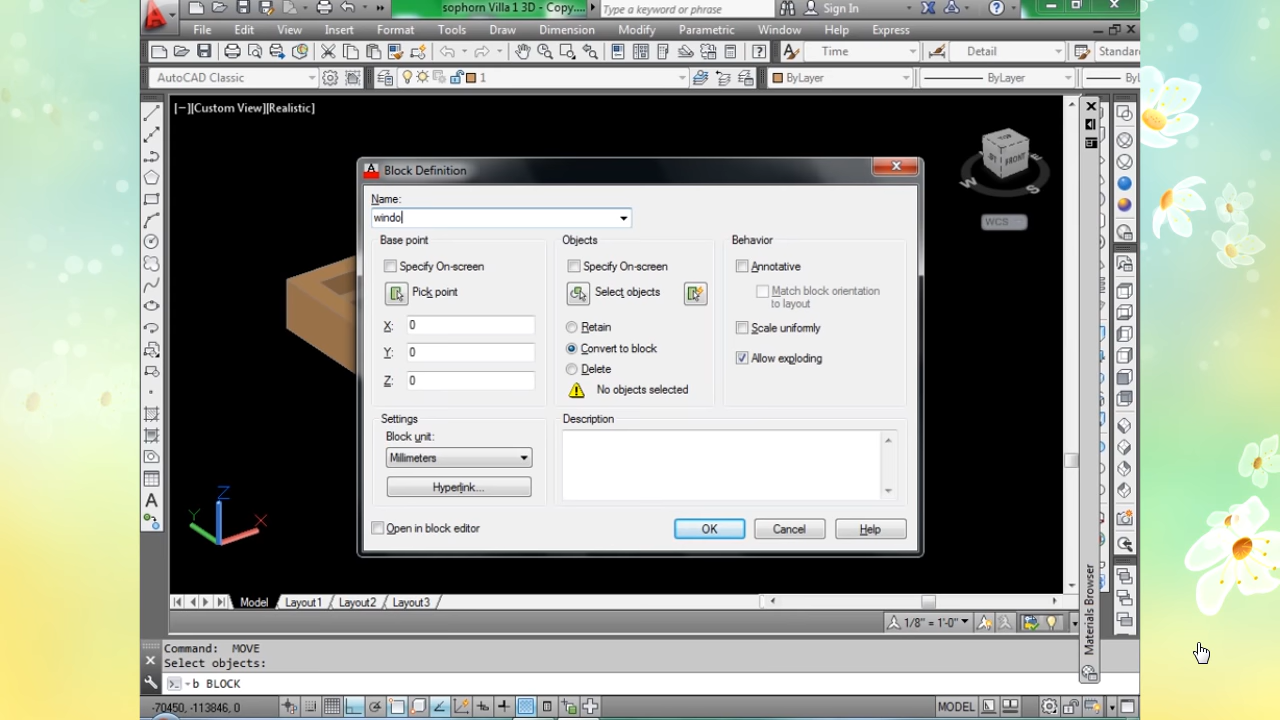 sophorn Villa 1 3D - Copy....
Type a keyword or phrase
Sign In
File Edit View Insert Format Tools Draw Dimension Modify Parametric Window Help Express
Time
Detail
Standard
AutoCAD Classic
1
ByLayer
ByLayer
[−][Custom View][Realistic]
TOP
FRONT
W
S
WCS
Block Definition
Name:
windo
Base point
Specify On-screen
Pick point
X: 0
Y: 0
Z: 0
Objects
Specify On-screen
Select objects
Retain
Convert to block
Delete
No objects selected
Behavior
Annotative
Match block orientation
to layout
Scale uniformly
Allow exploding
Settings
Block unit:
Millimeters
Hyperlink...
Description
Open in block editor
OK
Cancel
Help
Z
Y
X
Model Layout1 Layout2 Layout3
1/8" = 1'-0"
Materials Browser
Command: MOVE
Select objects:
b BLOCK
-70450, -113846, 0
MODEL